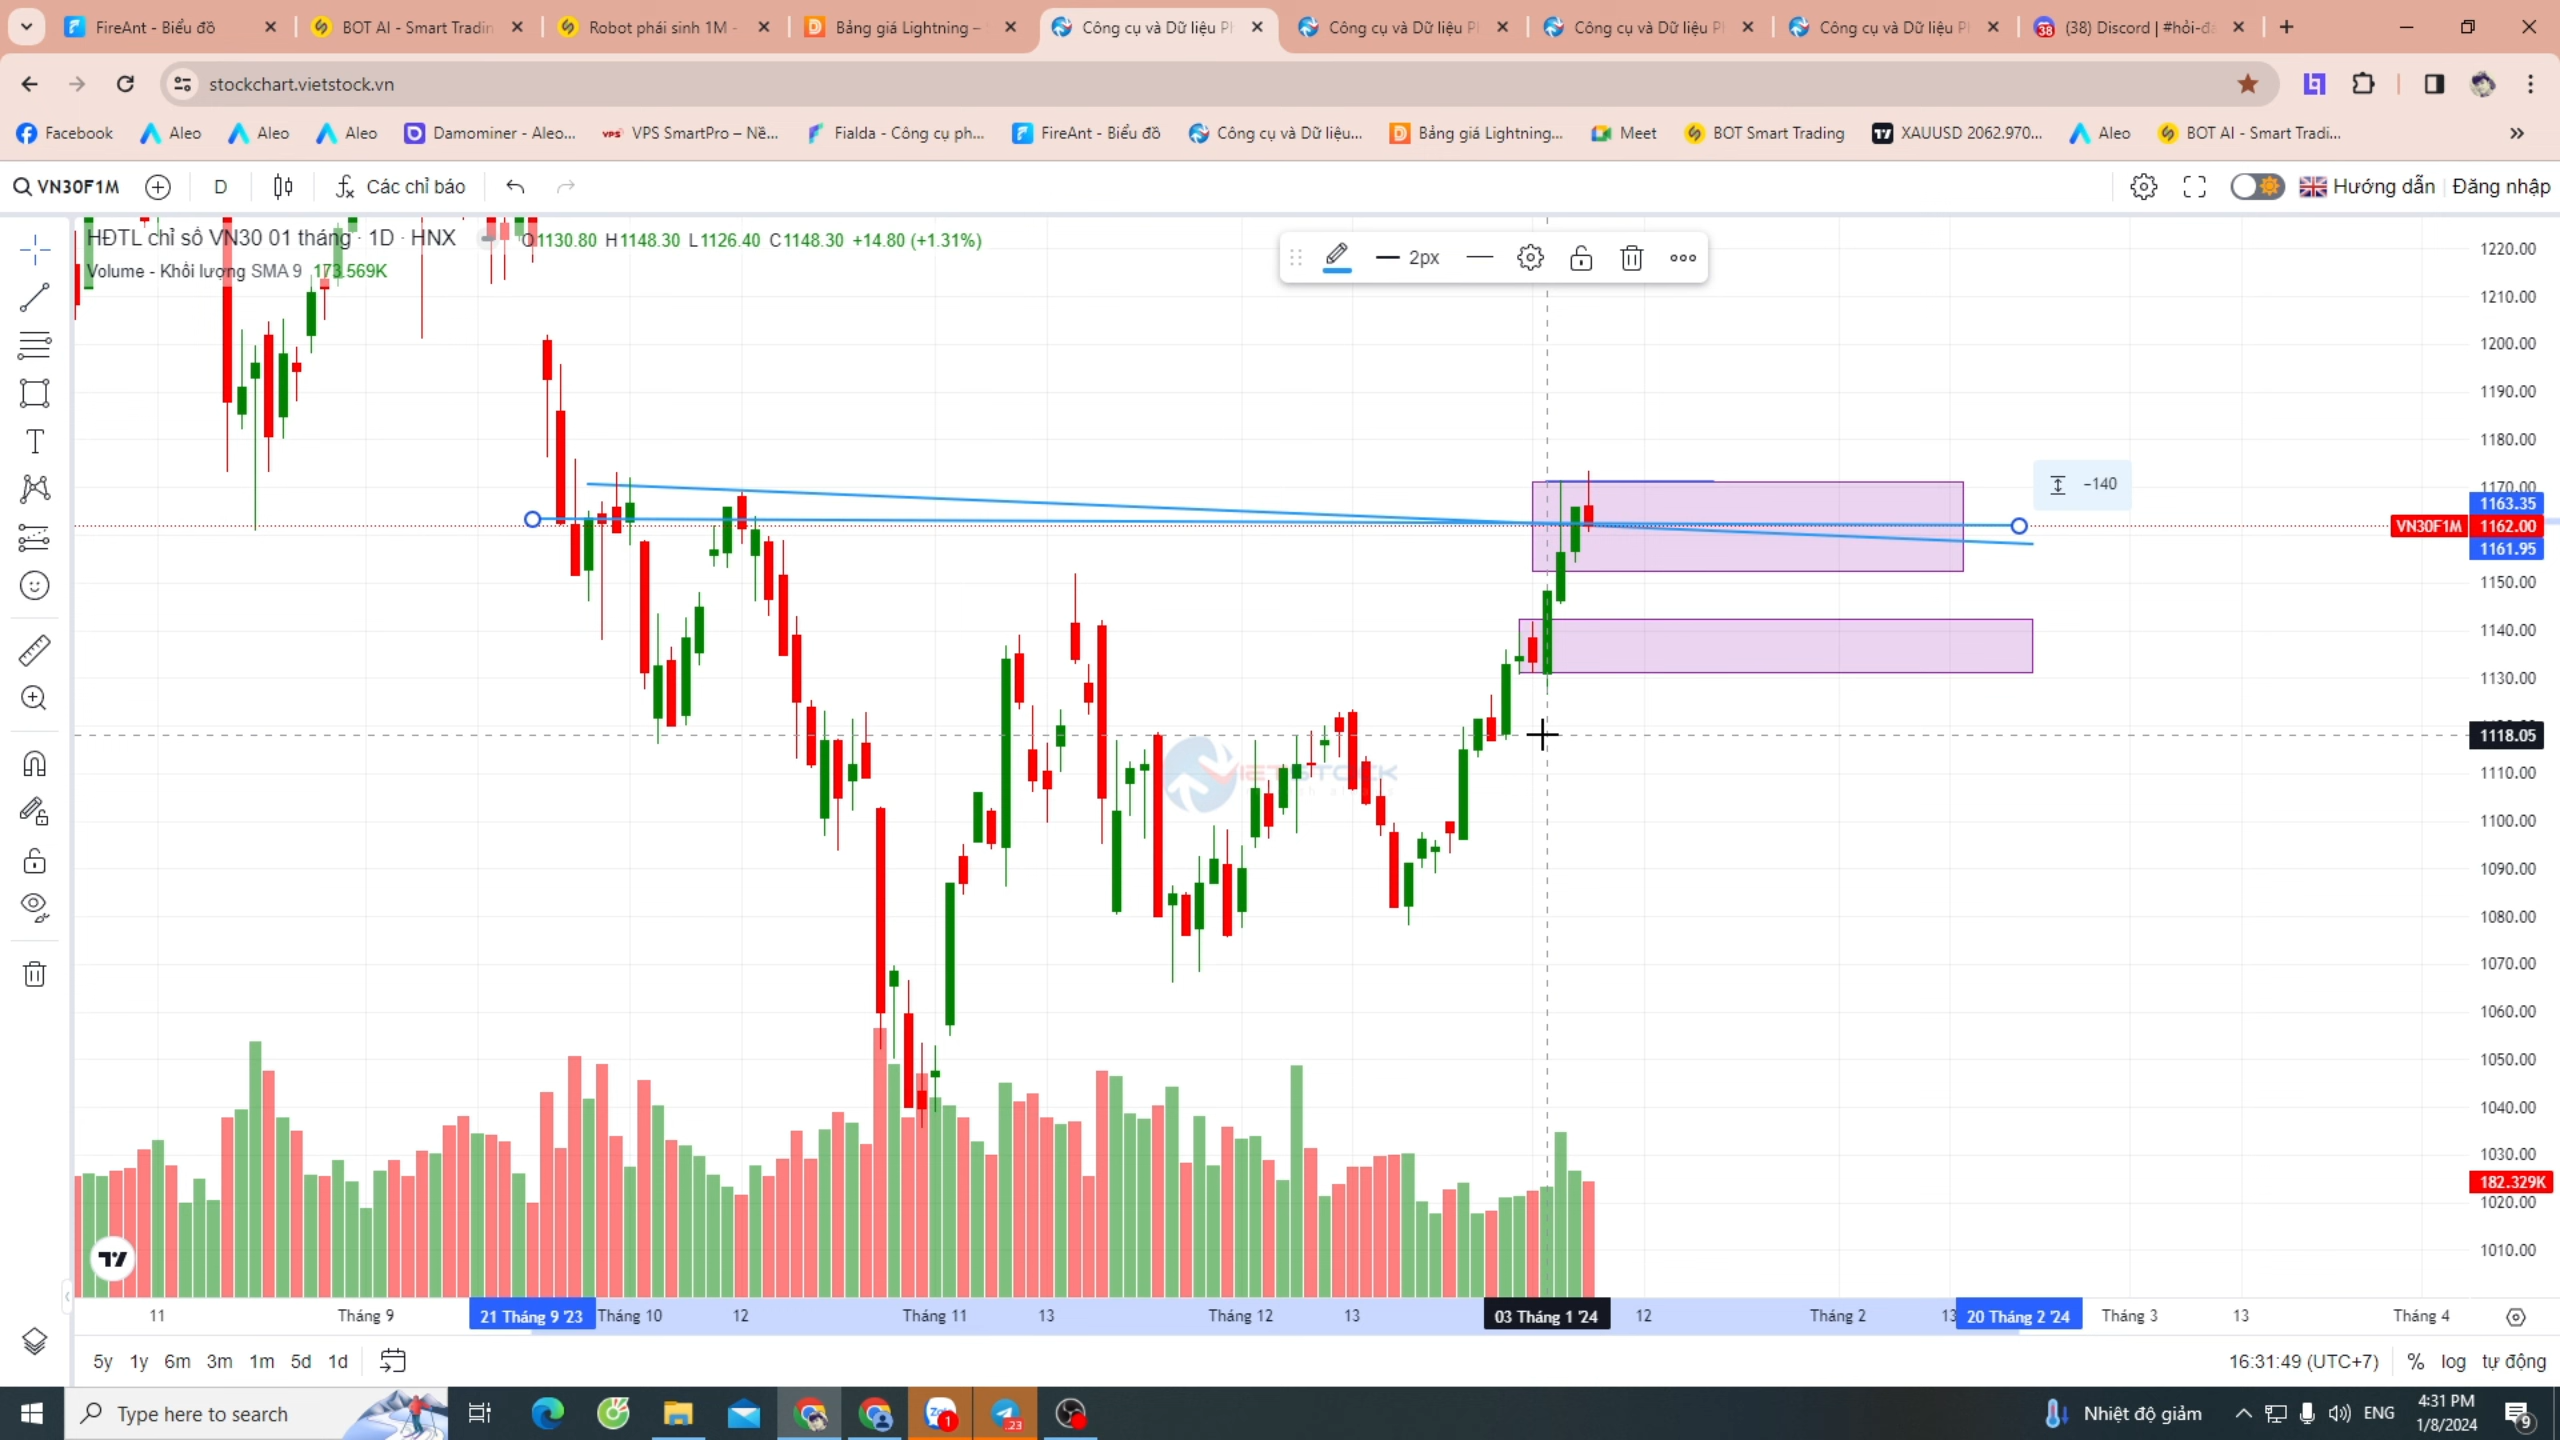 FireAnt - Biểu đồ
BOT AI - Smart Tradin
Robot phái sinh 1M -
Bảng giá Lightning –
Công cụ và Dữ liệu Ph
Công cụ và Dữ liệu Ph
Công cụ và Dữ liệu Ph
Công cụ và Dữ liệu Ph
(38) Discord | #hỏi-đá
stockchart.vietstock.vn
Facebook
Aleo
Aleo
Aleo
Damominer - Aleo...
VPS SmartPro – Nề...
Fialda - Công cụ ph...
FireAnt - Biểu đồ
Công cụ và Dữ liệu...
Bảng giá Lightning...
Meet
BOT Smart Trading
XAUUSD 2062.970...
Aleo
BOT AI - Smart Tradi...
»
VN30F1M
D
Các chỉ báo
Hướng dẫn
Đăng nhập
HĐTL chỉ số VN30 01 tháng · 1D · HNX
O1130.80 H1148.30 L1126.40 C1148.30 +14.80 (+1.31%)
Volume - Khối lượng SMA 9 173.569K
2px
1220.00
1210.00
1200.00
1190.00
1180.00
−140
1170.00
1163.35
VN30F1M 1162.00
1161.95
1150.00
1140.00
1130.00
1118.05
1110.00
1100.00
1090.00
1080.00
1070.00
1060.00
1050.00
1040.00
1030.00
182.329K
1020.00
1010.00
11
Tháng 9
21 Tháng 9 '23
Tháng 10
12
Tháng 11
13
Tháng 12
13
03 Tháng 1 '24
12
Tháng 2
13
20 Tháng 2 '24
Tháng 3
13
Tháng 4
5y 1y 6m 3m 1m 5d 1d
16:31:49 (UTC+7)
% log tự động
Type here to search
Nhiệt độ giảm
ENG
4:31 PM
1/8/2024